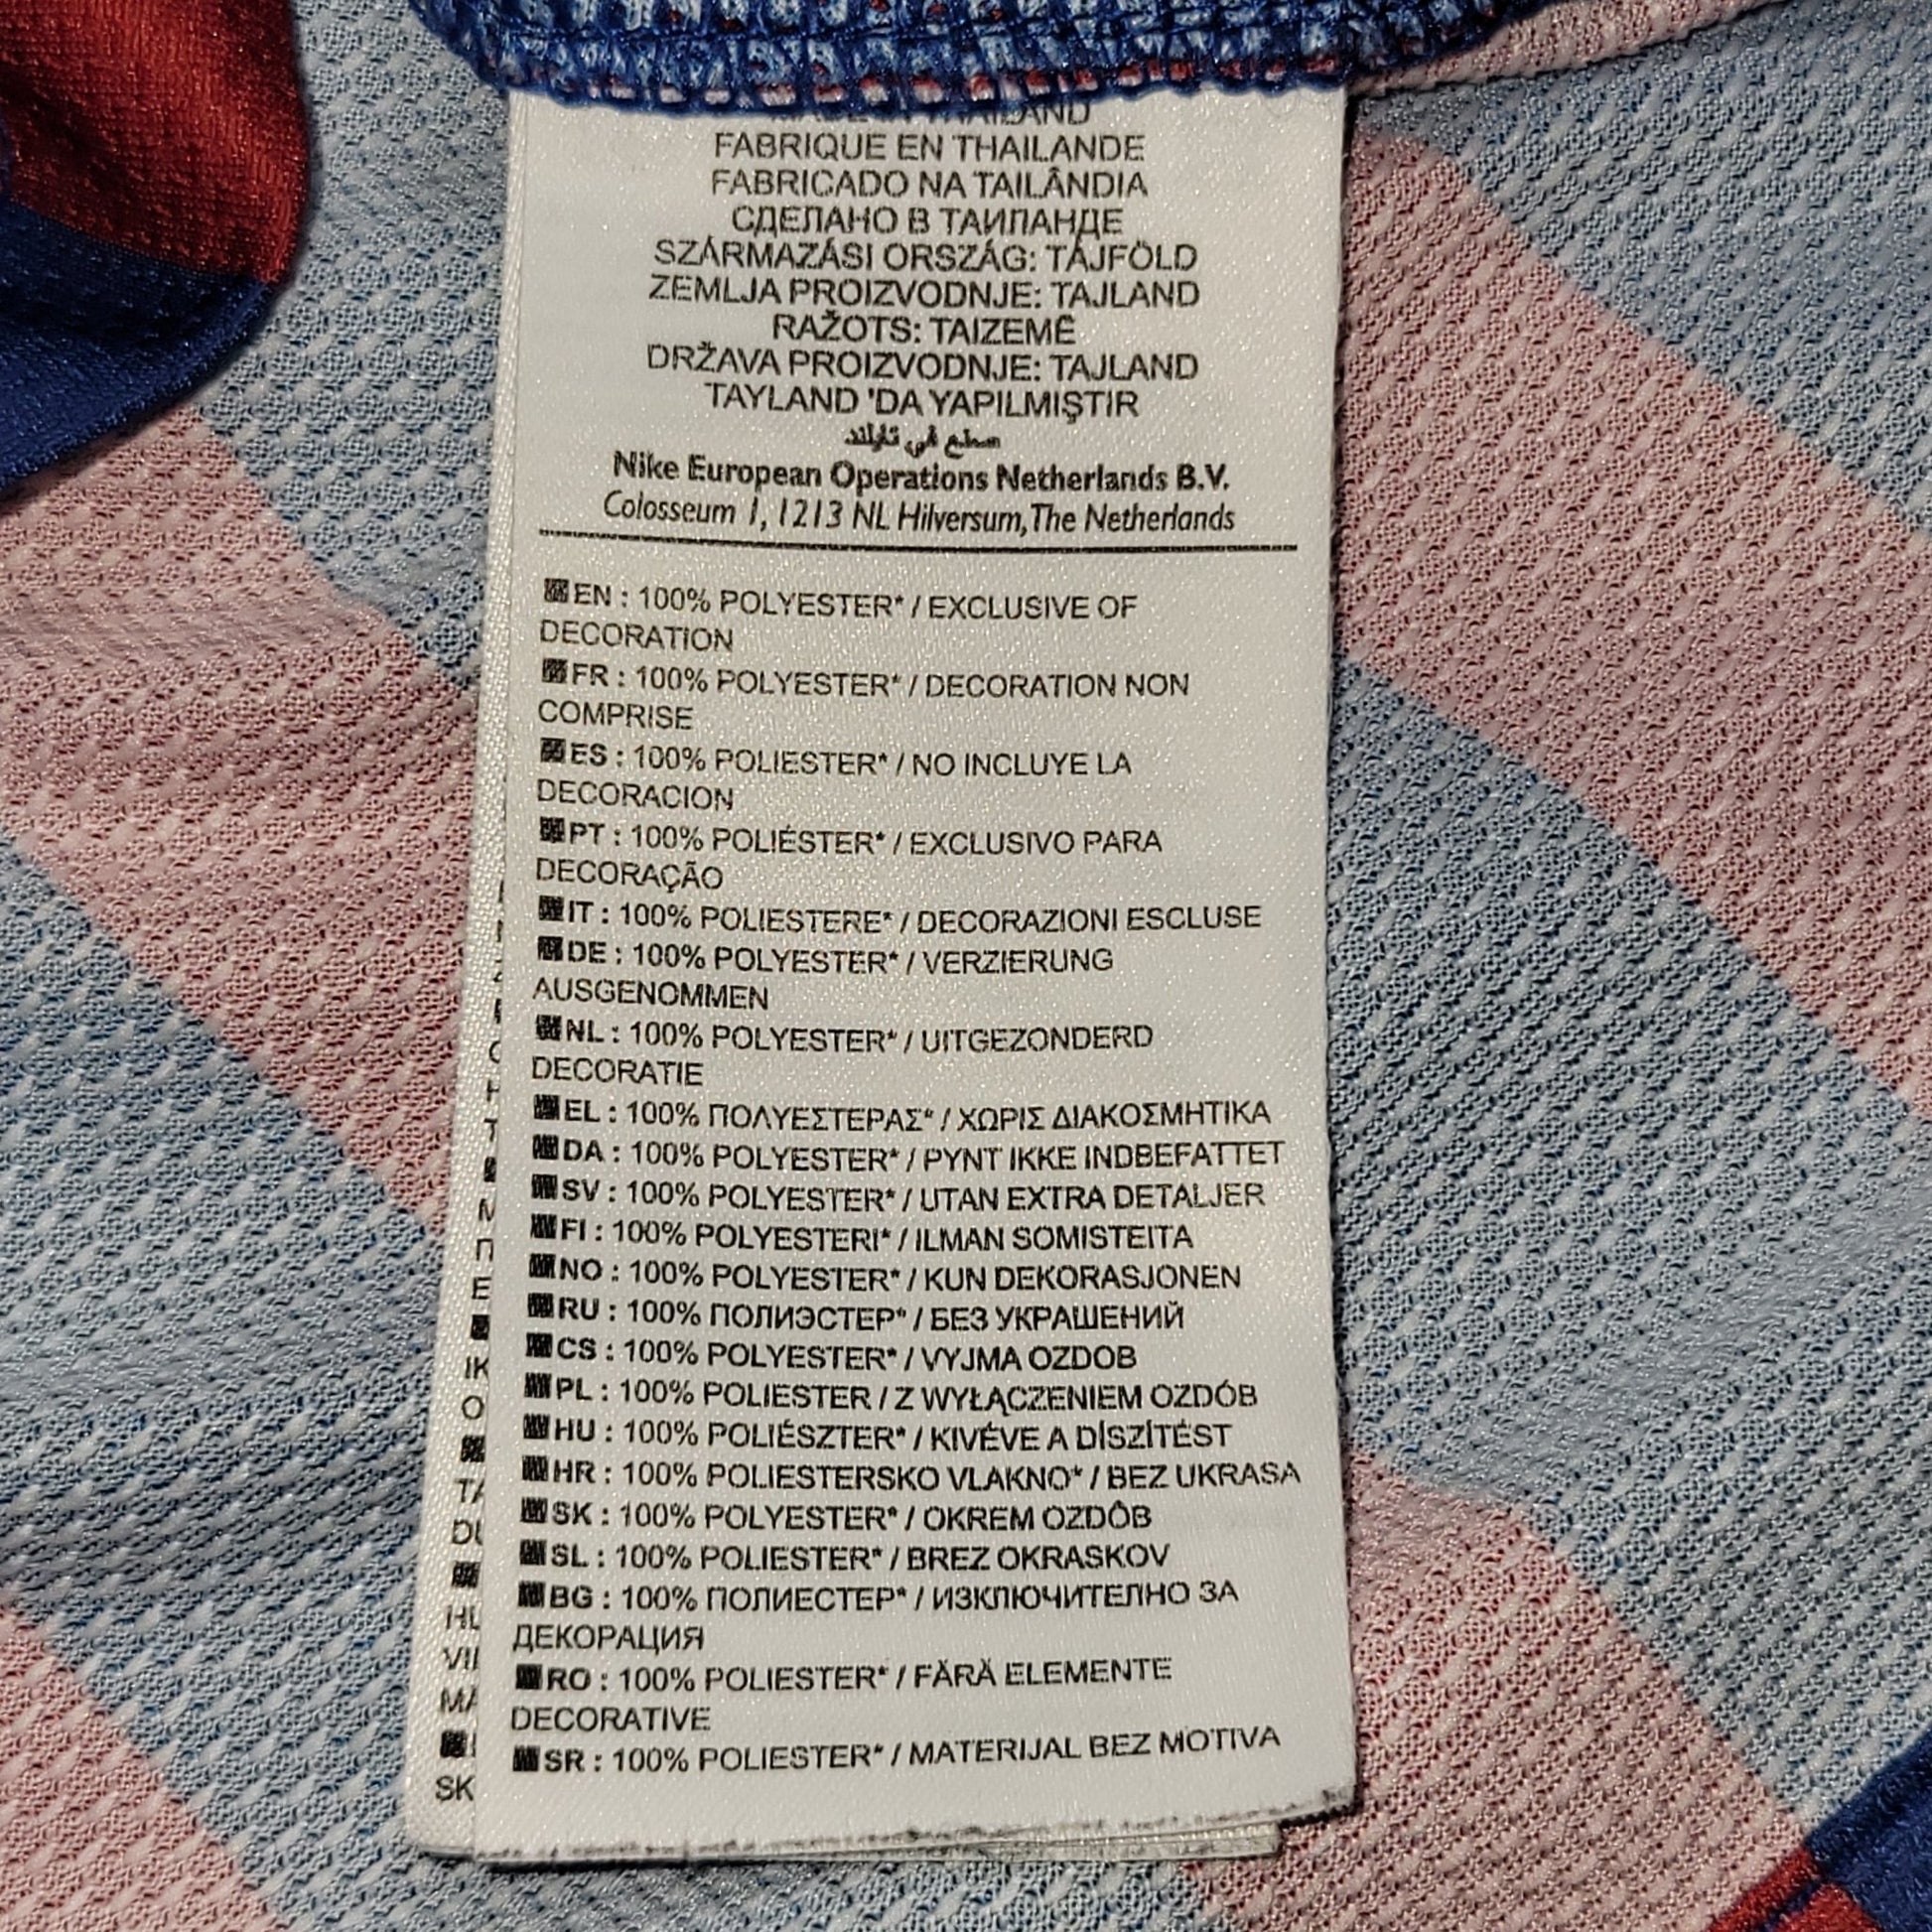 MADE IN THAILAND
FABRIQUE EN THAILANDE
FABRICADO NA TAILÂNDIA
СДЕЛАНО В ТАИЛАНДЕ
SZÁRMAZÁSI ORSZÁG: TÁJFÖLD
ZEMLJA PROIZVODNJE: TAJLAND
RAŽOTS: TAIZEMĒ
DRŽAVA PROIZVODNJE: TAJLAND
TAYLAND 'DA YAPILMIŞTIR
Nike European Operations Netherlands B.V.
Colosseum 1, 1213 NL Hilversum, The Netherlands
EN : 100% POLYESTER* / EXCLUSIVE OF
DECORATION
FR : 100% POLYESTER* / DECORATION NON
COMPRISE
ES : 100% POLIESTER* / NO INCLUYE LA
DECORACION
PT : 100% POLIÉSTER* / EXCLUSIVO PARA
DECORAÇÃO
IT : 100% POLIESTERE* / DECORAZIONI ESCLUSE
DE : 100% POLYESTER* / VERZIERUNG
AUSGENOMMEN
NL : 100% POLYESTER* / UITGEZONDERD
DECORATIE
EL : 100% ΠΟΛΥΕΣΤΕΡΑΣ* / ΧΩΡΙΣ ΔΙΑΚΟΣΜΗΤΙΚΑ
DA : 100% POLYESTER* / PYNT IKKE INDBEFATTET
SV : 100% POLYESTER* / UTAN EXTRA DETALJER
FI : 100% POLYESTERI* / ILMAN SOMISTEITA
NO : 100% POLYESTER* / KUN DEKORASJONEN
RU : 100% ПОЛИЭСТЕР* / БЕЗ УКРАШЕНИЙ
CS : 100% POLYESTER* / VYJMA OZDOB
PL : 100% POLIESTER / Z WYŁĄCZENIEM OZDÓB
HU : 100% POLIÉSZTER* / KIVÉVE A DÍSZÍTÉST
HR : 100% POLIESTERSKO VLAKNO* / BEZ UKRASA
SK : 100% POLYESTER* / OKREM OZDÔB
SL : 100% POLIESTER* / BREZ OKRASKOV
BG : 100% ПОЛИЕСТЕР* / ИЗКЛЮЧИТЕЛНО ЗА
ДЕКОРАЦИЯ
RO : 100% POLIESTER* / FĂRĂ ELEMENTE
DECORATIVE
SR : 100% POLIESTER* / MATERIJAL BEZ MOTIVA